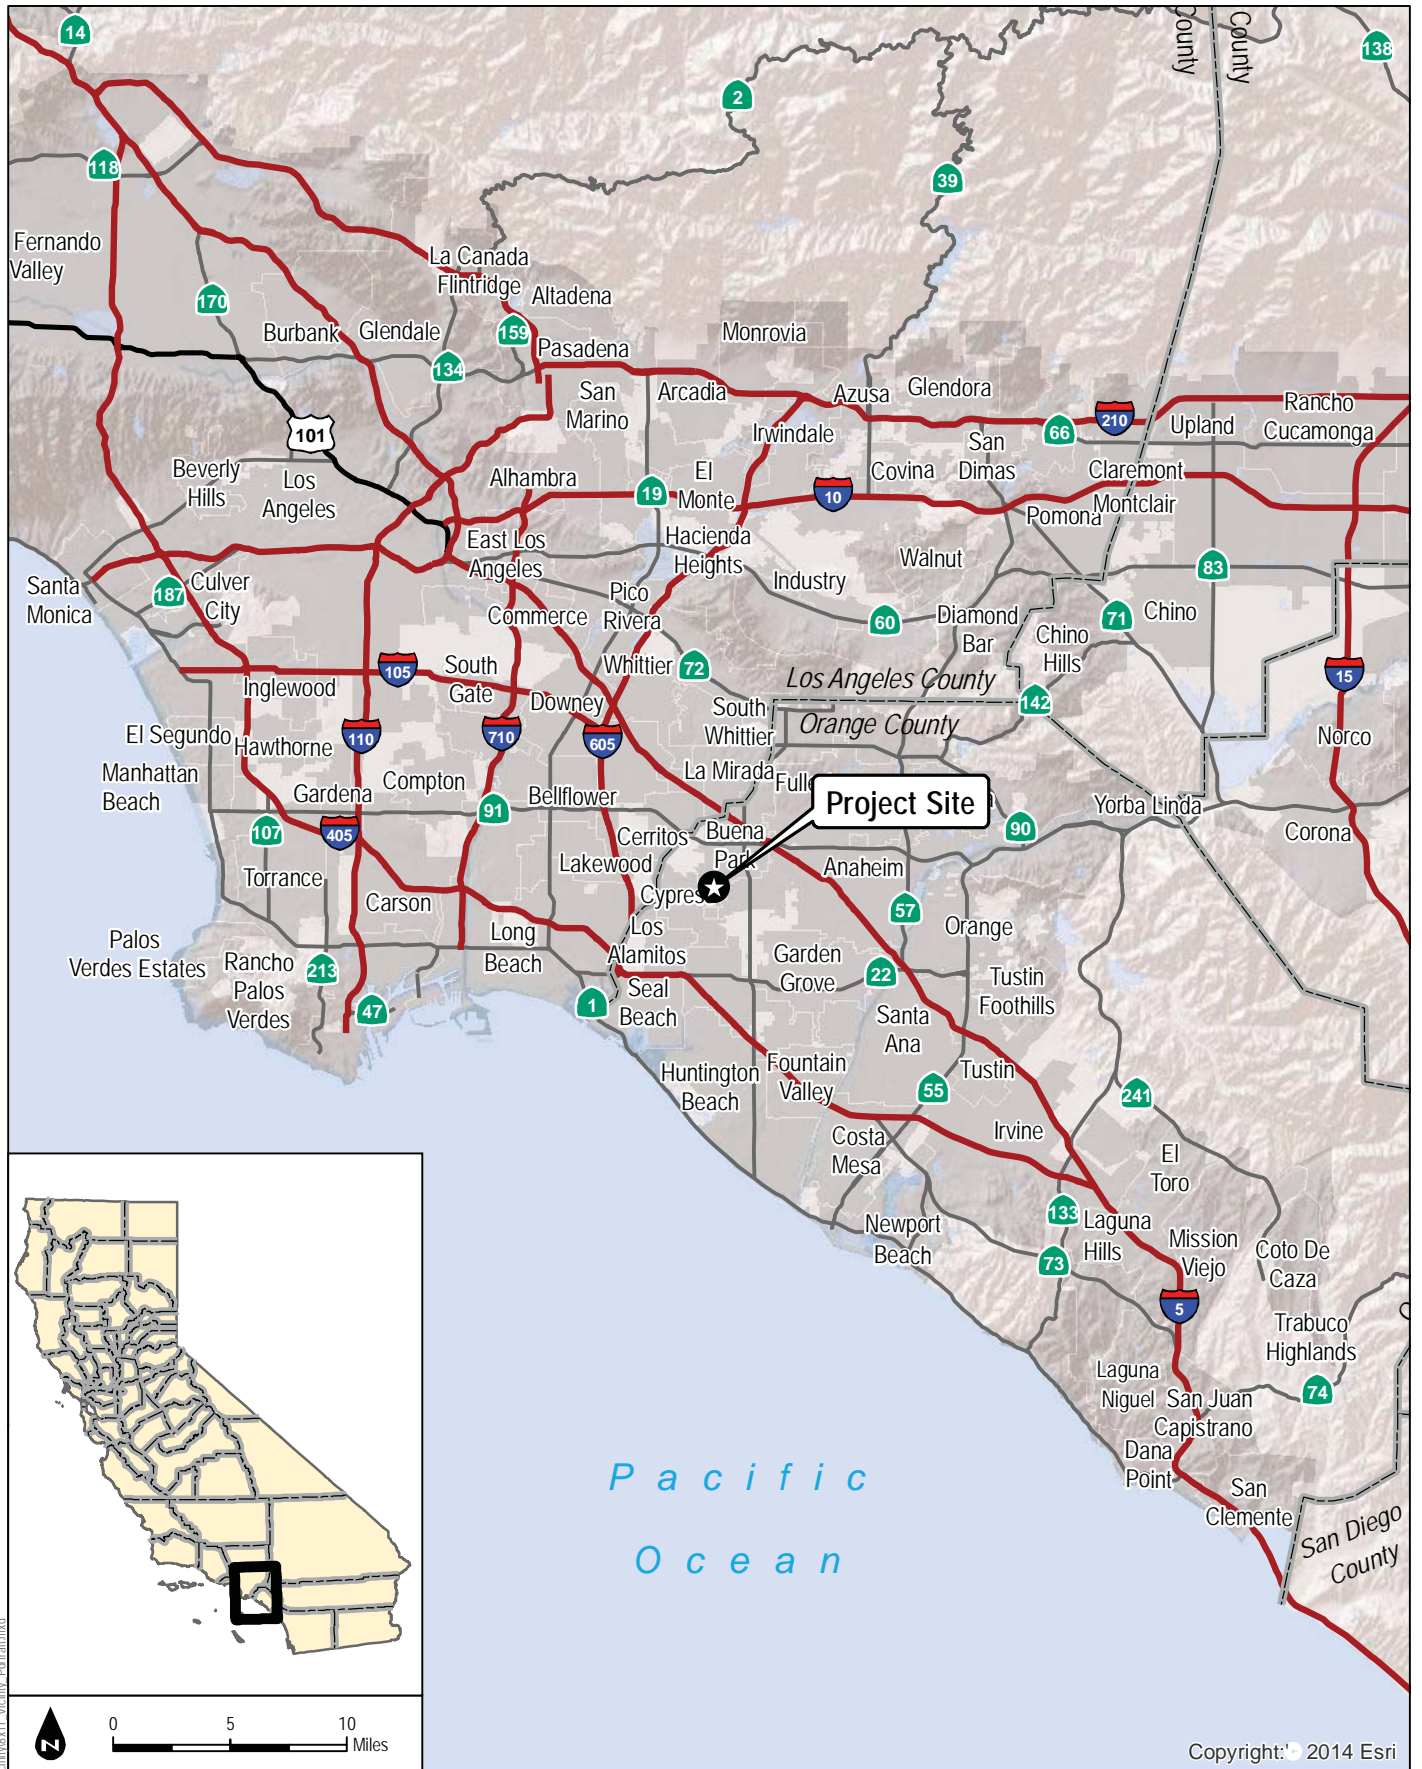 14
County
County
138
2
118
39
Fernando
Valley
La Canada
Flintridge
Altadena
170
Burbank
Glendale
159
Monrovia
134
Pasadena
San
Marino
Arcadia
Azusa
Glendora
Rancho
Cucamonga
101
Irwindale
San
Dimas
66
210
Upland
Beverly
Hills
Los
Angeles
Alhambra
19
El
Monte
10
Covina
Claremont
Pomona
Montclair
East Los
Angeles
Hacienda
Heights
Walnut
83
Santa
Monica
187
Culver
City
Commerce
Pico
Rivera
Industry
60
Diamond
Bar
71
Chino
Chino
Hills
105
Inglewood
South
Gate
Downey
Whittier
72
Los Angeles County
Orange County
142
15
El Segundo
Hawthorne
110
710
605
South
Whittier
Norco
Manhattan
Beach
Compton
La Mirada
Fulle
Gardena
91
Bellflower
Project Site
Yorba Linda
107
405
Cerritos
Buena
Park
90
Corona
Torrance
Lakewood
Anaheim
Carson
Cypres
57
Palos
Verdes Estates
Rancho
Palos
Verdes
213
Long
Beach
Los
Alamitos
Garden
Grove
22
Orange
47
1
Seal
Beach
Tustin
Foothills
Santa
Ana
Huntington
Beach
Fountain
Valley
55
Tustin
241
Costa
Mesa
Irvine
El
Toro
Newport
Beach
133
Laguna
Hills
73
Mission
Viejo
Coto De
Caza
5
Trabuco
Highlands
Laguna
Niguel
San Juan
Capistrano
74
Dana
Point
San
Clemente
San Diego
County
Pacific
Ocean
N
0 5 10
Miles
Copyright: 2014 Esri